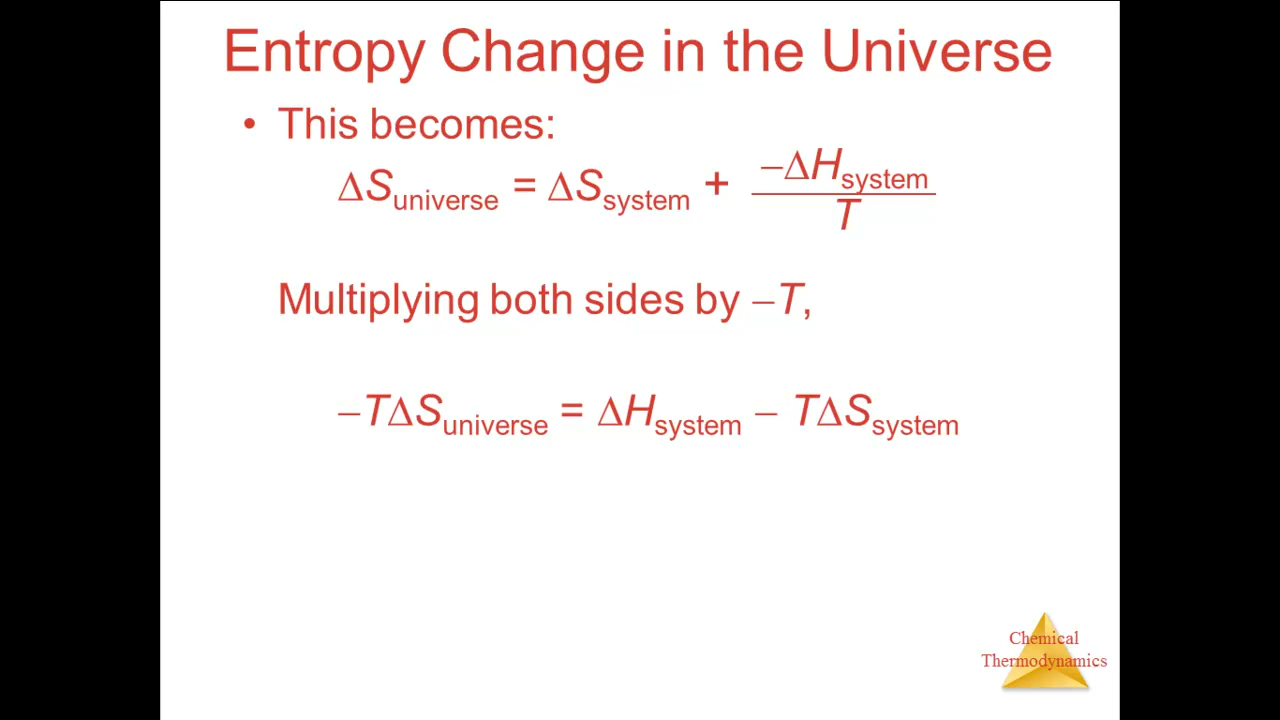 Entropy Change in the Universe
• This becomes:
ΔSuniverse = ΔSsystem + −ΔHsystem
T
Multiplying both sides by −T,
−TΔSuniverse = ΔHsystem − TΔSsystem
Chemical
Thermodynamics